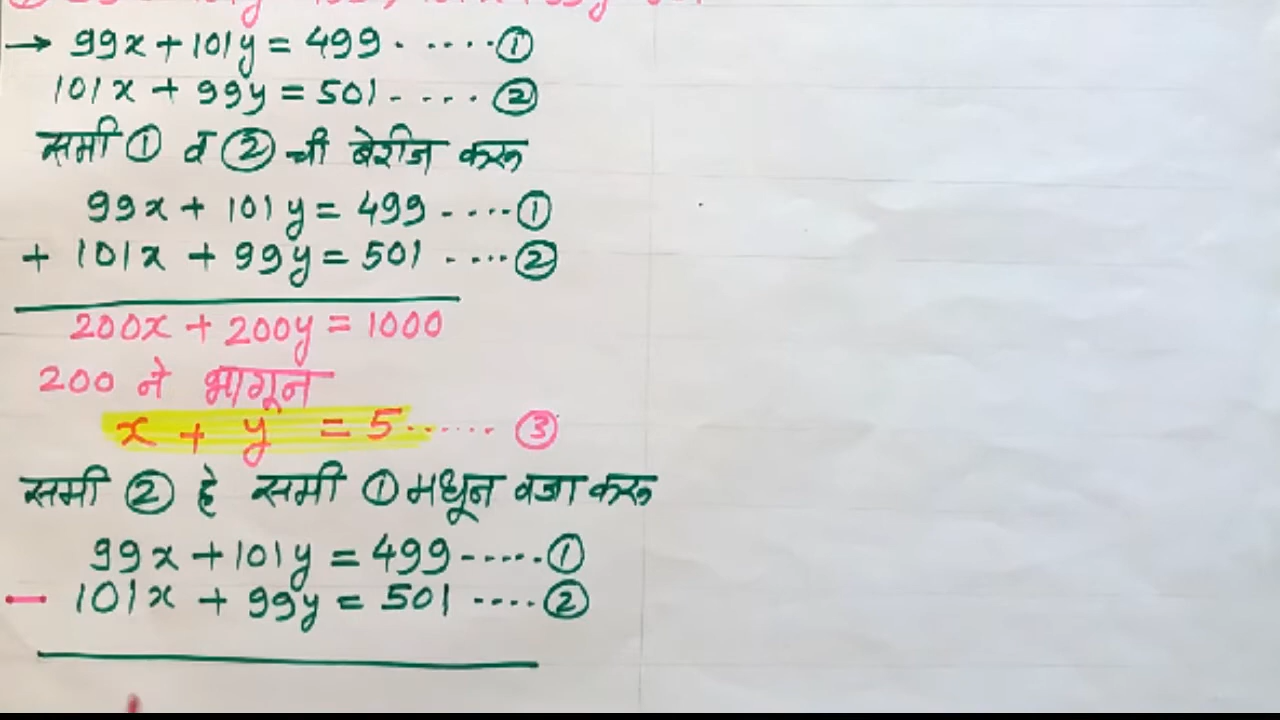 → 99x + 101y = 499 . .... ①
101x + 99y = 501 - .... ②
समी ① व ② ची बेरीज करू
99x + 101y = 499 - .... ①
+ 101x + 99y = 501 .... ②
200x + 200y = 1000
200 ने भागून
x + y = 5 ...... ③
समी ② हे समी ① मधून वजा करू
99x + 101y = 499 ----.. ①
- 101x + 99y = 501 .... ②